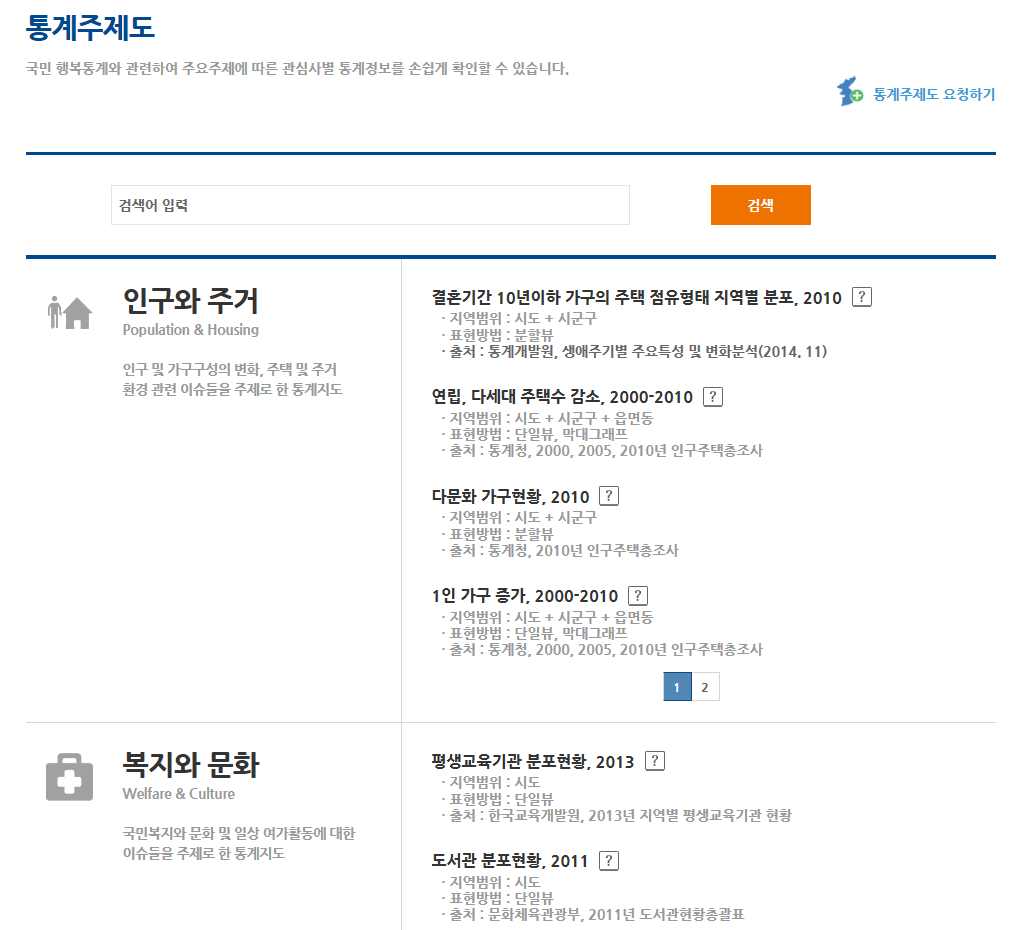 통계주제도
국민 행복통계와 관련하여 주요주제에 따른 관심사별 통계정보를 손쉽게 확인할 수 있습니다.
통계주제도 요청하기
검색어 입력
검색
인구와 주거
Population & Housing
인구 및 가구구성의 변화, 주택 및 주거
환경 관련 이슈들을 주제로 한 통계지도
결혼기간 10년이하 가구의 주택 점유형태 지역별 분포, 2010 ?
· 지역범위 : 시도 + 시군구
· 표현방법 : 분할뷰
· 출처 : 통계개발원, 생애주기별 주요특성 및 변화분석(2014. 11)
연립, 다세대 주택수 감소, 2000-2010 ?
· 지역범위 : 시도 + 시군구 + 읍면동
· 표현방법 : 단일뷰, 막대그래프
· 출처 : 통계청, 2000, 2005, 2010년 인구주택총조사
다문화 가구현황, 2010 ?
· 지역범위 : 시도 + 시군구
· 표현방법 : 분할뷰
· 출처 : 통계청, 2010년 인구주택총조사
1인 가구 증가, 2000-2010 ?
· 지역범위 : 시도 + 시군구 + 읍면동
· 표현방법 : 단일뷰, 막대그래프
· 출처 : 통계청, 2000, 2005, 2010년 인구주택총조사
1 2
복지와 문화
Welfare & Culture
국민복지와 문화 및 일상 여가활동에 대한
이슈들을 주제로 한 통계지도
평생교육기관 분포현황, 2013 ?
· 지역범위 : 시도
· 표현방법 : 단일뷰
· 출처 : 한국교육개발원, 2013년 지역별 평생교육기관 현황
도서관 분포현황, 2011 ?
· 지역범위 : 시도
· 표현방법 : 단일뷰
· 출처 : 문화체육관광부, 2011년 도서관현황총괄표